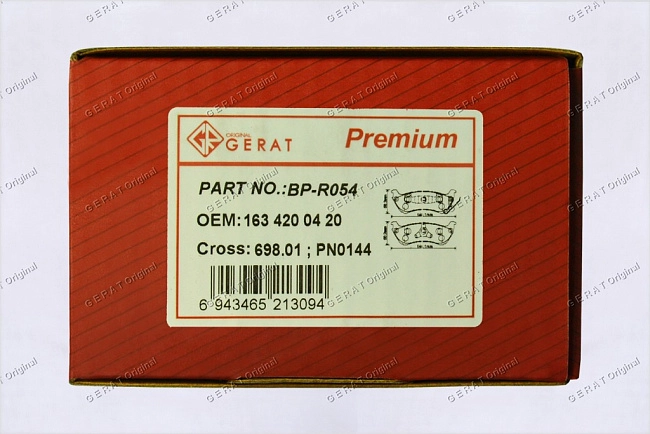 ORIGINAL
GERAT
Premium
PART NO.:BP-R054
OEM:163 420 04 20
Cross: 698.01 ; PN0144
6 943465 213094
GERAT Original